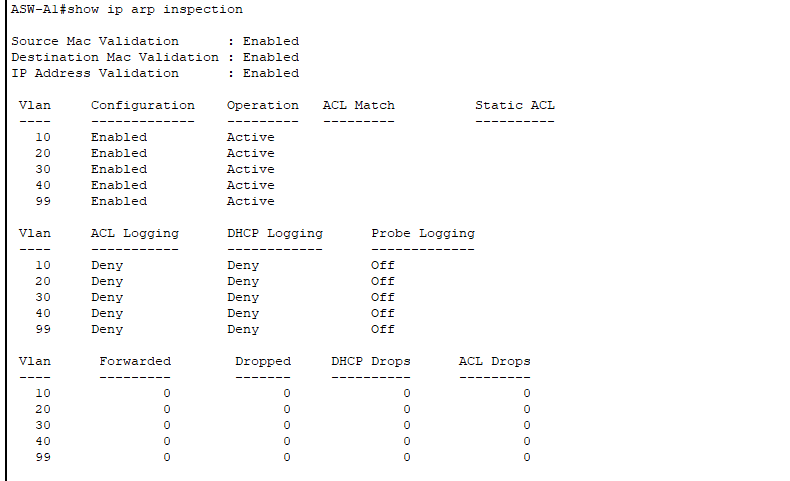 ASW-A1#show ip arp inspection
Source Mac Validation      : Enabled
Destination Mac Validation : Enabled
IP Address Validation      : Enabled
 Vlan     Configuration    Operation   ACL Match          Static ACL
 ----     -------------    ---------   ---------          ----------
   10     Enabled          Active
   20     Enabled          Active
   30     Enabled          Active
   40     Enabled          Active
   99     Enabled          Active
 Vlan     ACL Logging      DHCP Logging      Probe Logging
 ----     -----------      ------------      -------------
   10     Deny             Deny              Off
   20     Deny             Deny              Off
   30     Deny             Deny              Off
   40     Deny             Deny              Off
   99     Deny             Deny              Off
 Vlan      Forwarded        Dropped     DHCP Drops      ACL Drops
 ----      ---------        -------     ----------      ---------
   10              0              0              0              0
   20              0              0              0              0
   30              0              0              0              0
   40              0              0              0              0
   99              0              0              0              0